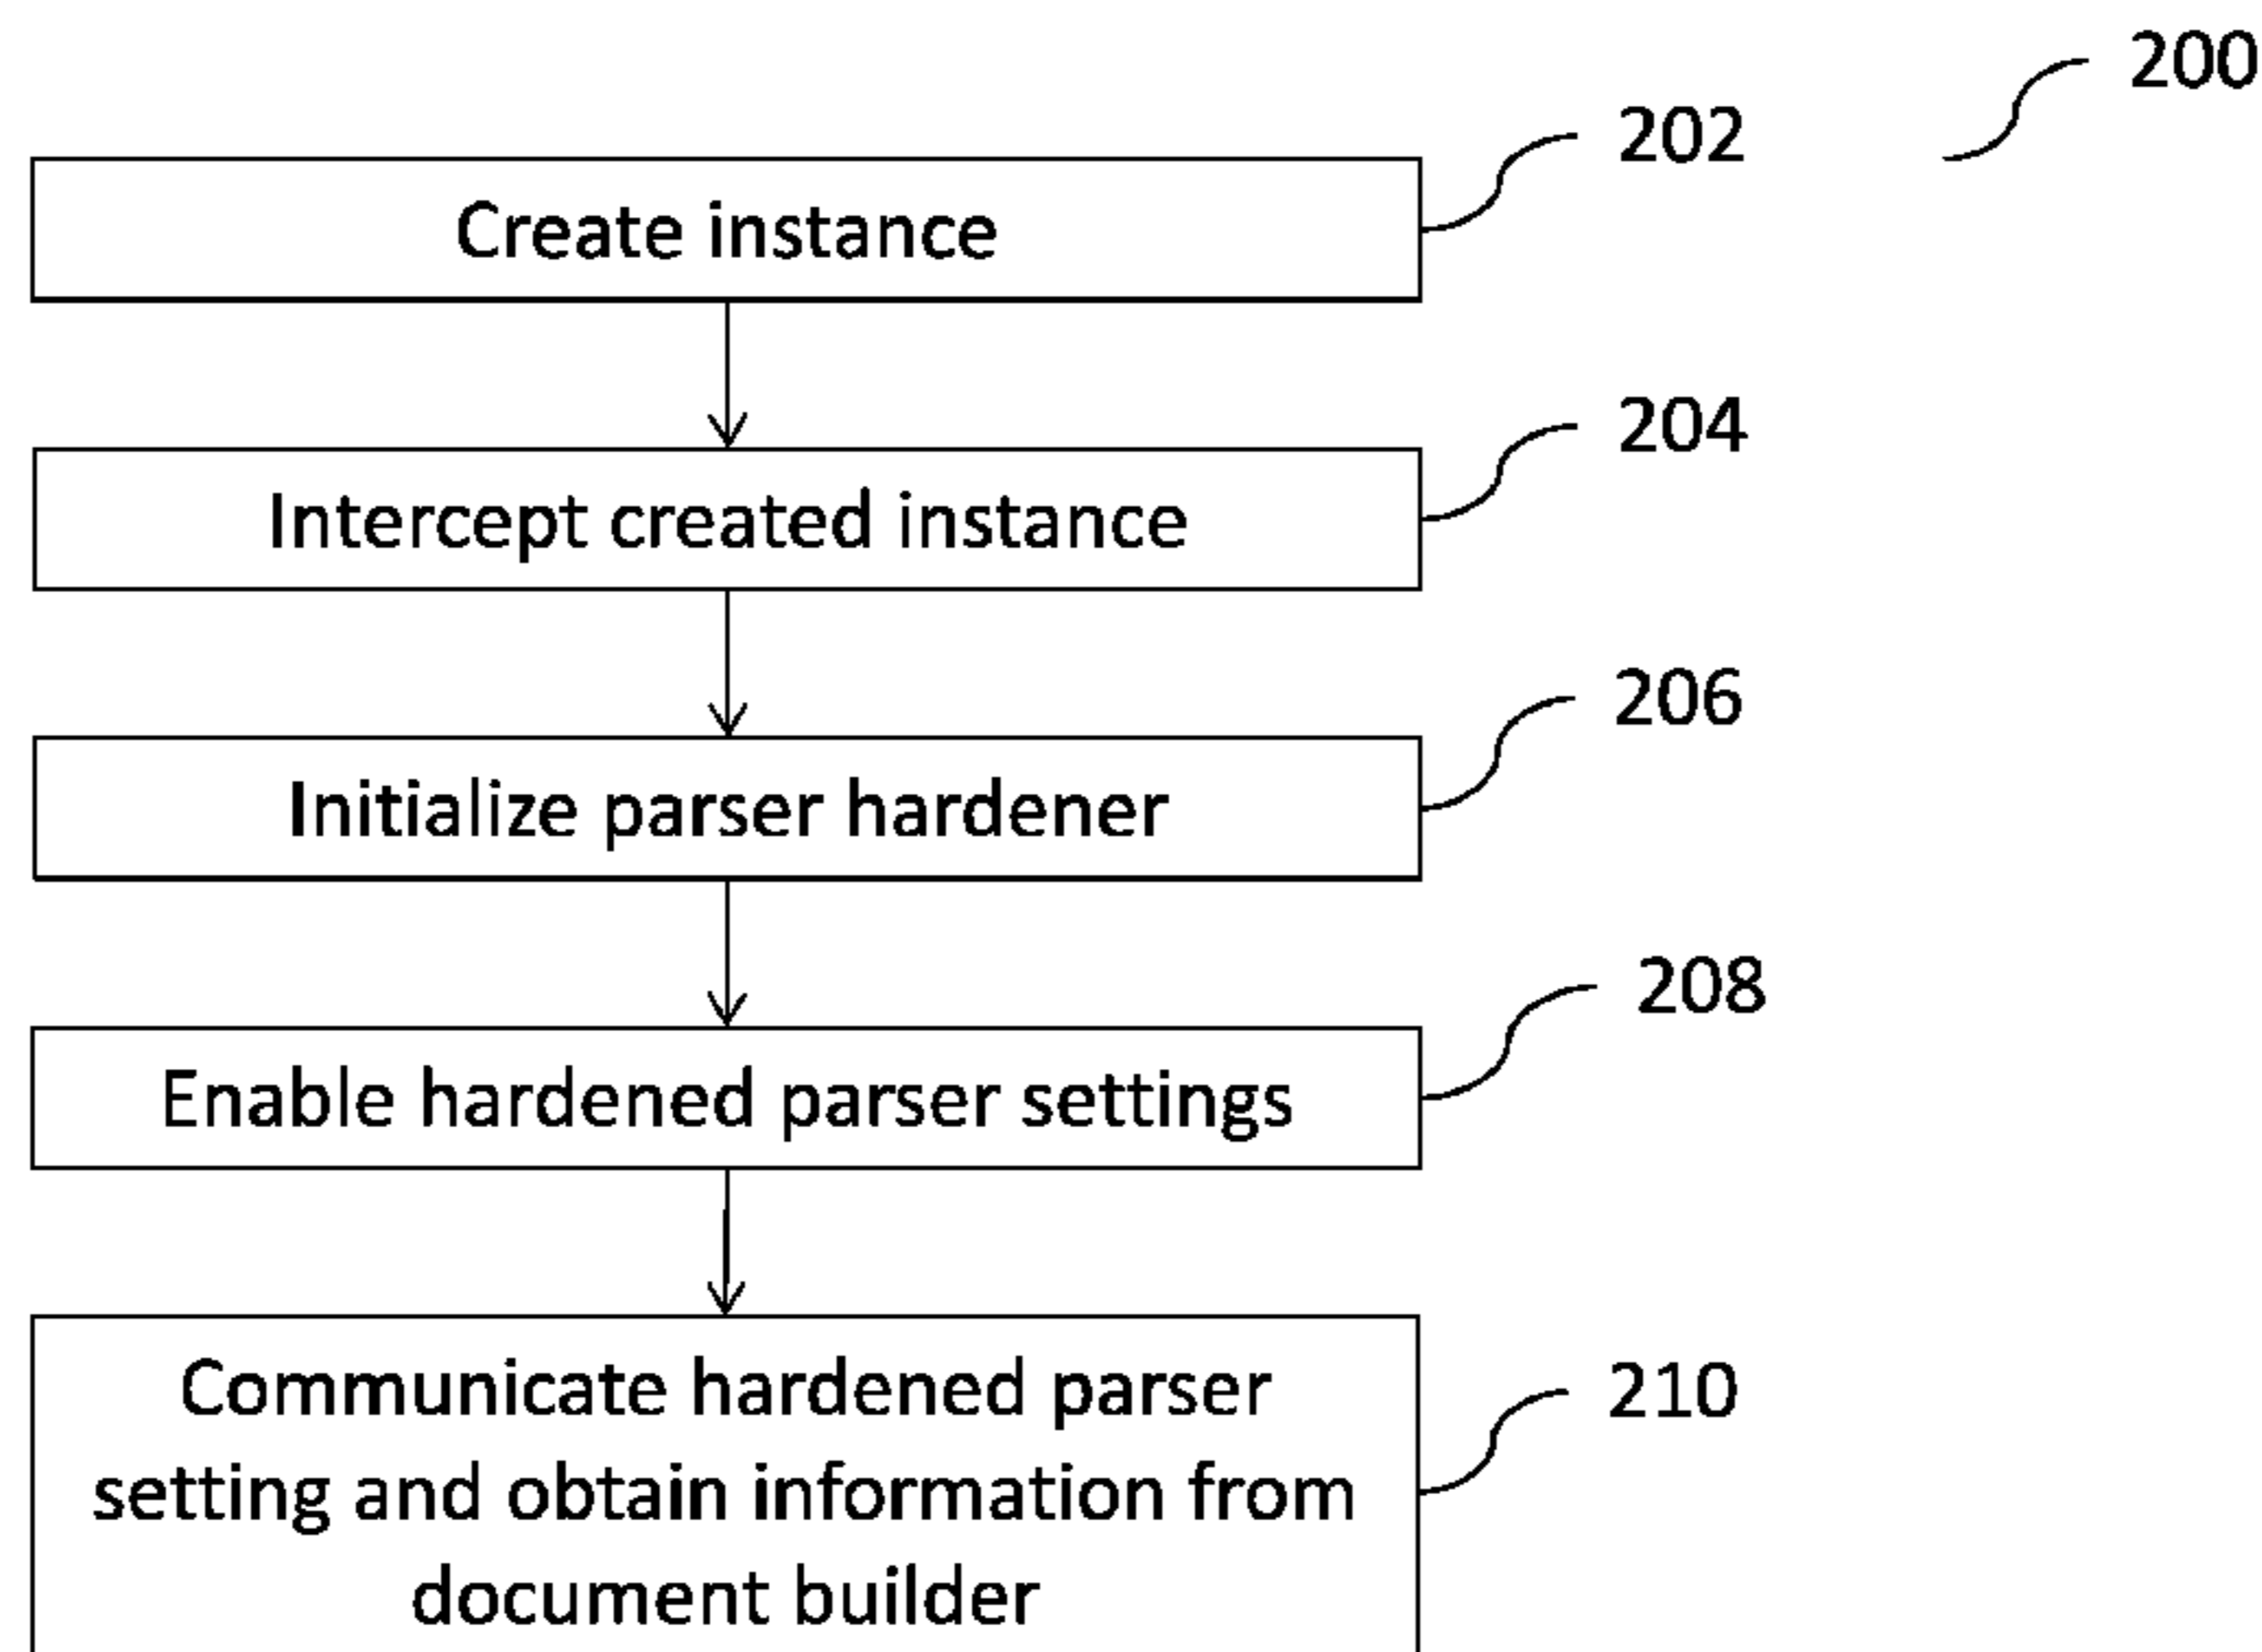 200
202
Create instance
204
Intercept created instance
206
Initialize parser hardener
208
Enable hardened parser settings
210
Communicate hardened parser
setting and obtain information from
document builder